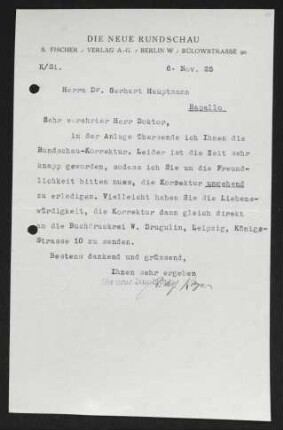 DIE NEUE RUNDSCHAU
S. FISCHER / VERLAG A.-G. / BERLIN W / BÜLOWSTRASSE 90
K/Si.
6. Nov. 25
Herrn Dr. Gerhart Hauptmann
Rapallo
Sehr verehrter Herr Doktor,
in der Anlage übersende ich Ihnen die
Rundschau-Korrektur. Leider ist die Zeit sehr
knapp geworden, sodass ich Sie um die Freund-
lichkeit bitten muss, die Korrektur umgehend
zu erledigen. Vielleicht haben Sie die Liebens-
würdigkeit, die Korrektur dann gleich direkt
an die Buchdruckerei W. Drugulin, Leipzig, Königs-
Strasse 10 zu senden.
Bestens dankend und grüssend,
Ihnen sehr ergeben